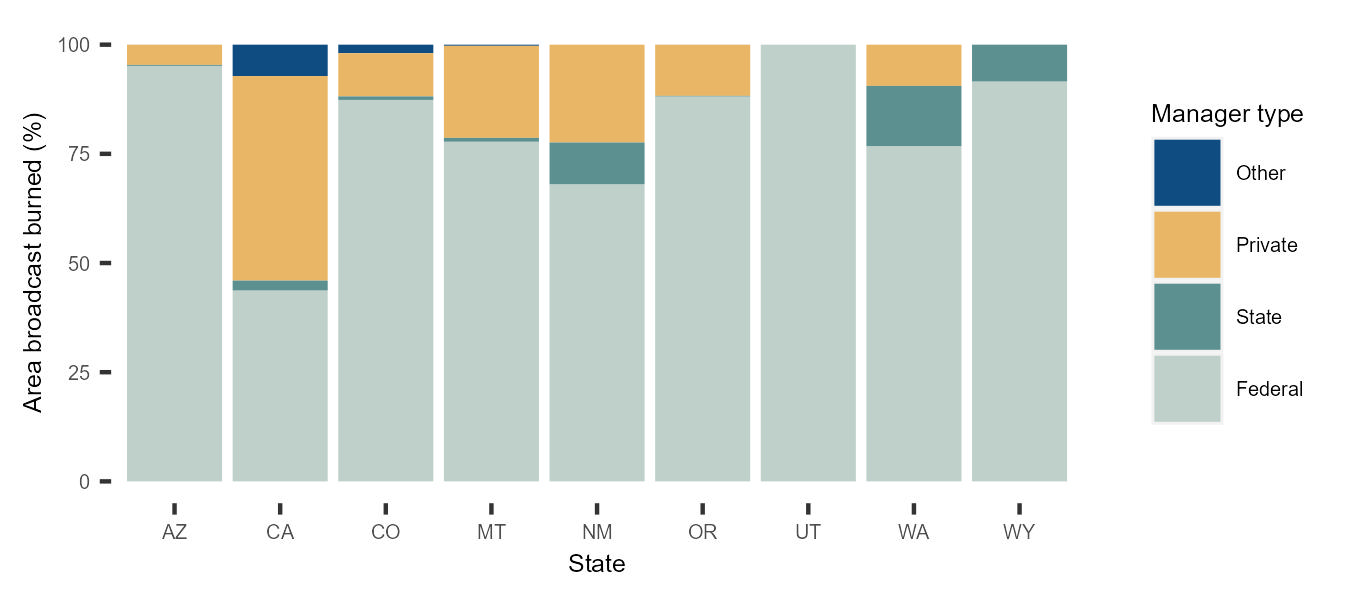 Area broadcast burned (%)
100
75
50
25
0
AZ CA CO MT NM OR UT WA WY
State
Manager type
Other
Private
State
Federal